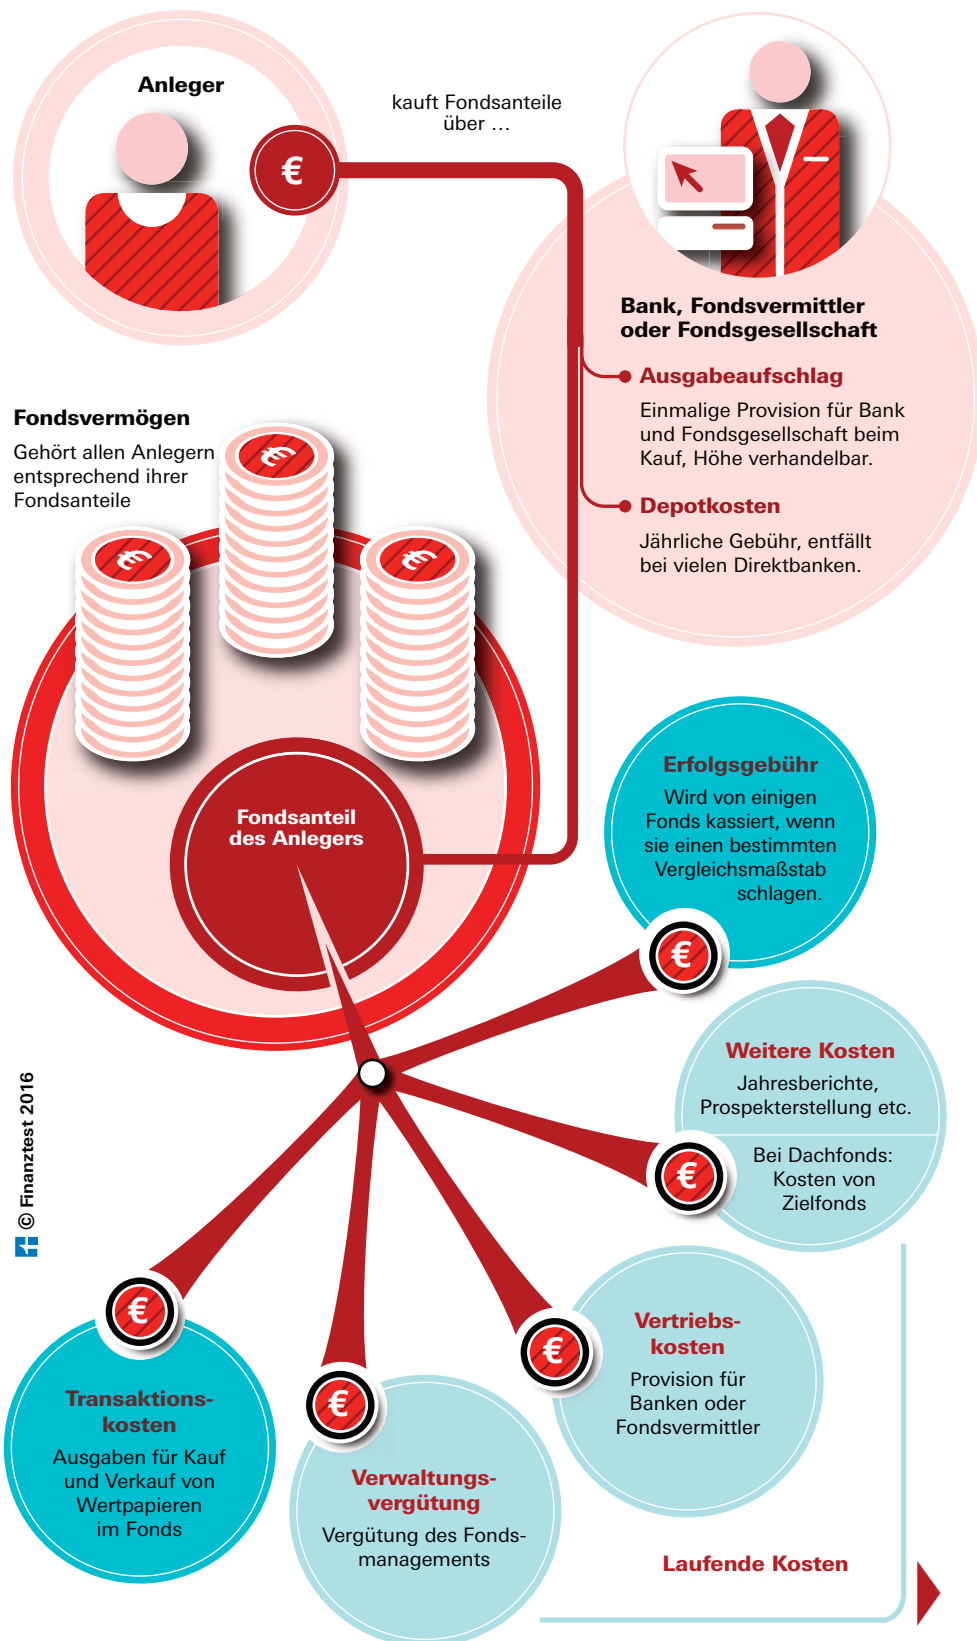 Anleger
€
kauft Fondsanteile
über …
Bank, Fondsvermittler
oder Fondsgesellschaft
Ausgabeaufschlag
Einmalige Provision für Bank
und Fondsgesellschaft beim
Kauf, Höhe verhandelbar.
Depotkosten
Jährliche Gebühr, entfällt
bei vielen Direktbanken.
Fondsvermögen
Gehört allen Anlegern
entsprechend ihrer
Fondsanteile
€
€
€
Fondsanteil
des Anlegers
Erfolgsgebühr
Wird von einigen
Fonds kassiert, wenn
sie einen bestimmten
Vergleichsmaßstab
schlagen.
€
Weitere Kosten
Jahresberichte,
Prospekterstellung etc.
Bei Dachfonds:
Kosten von
Zielfonds
€
Vertriebs-
kosten
Provision für
Banken oder
Fondsvermittler
€
Verwaltungs-
vergütung
Vergütung des Fonds-
managements
€
Transaktions-
kosten
Ausgaben für Kauf
und Verkauf von
Wertpapieren
im Fonds
€
Laufende Kosten
© Finanztest 2016